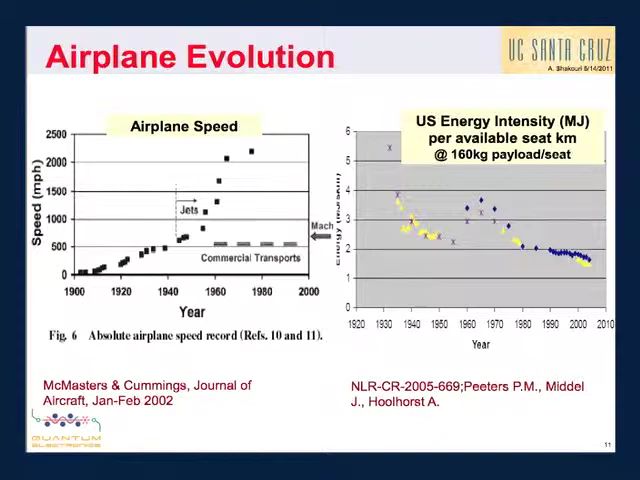 Airplane Evolution
UC SANTA CRUZ
A. Shakouri 8/14/2011
Airplane Speed
2500
2000
1500
1000
500
0
Speed (mph)
Jets
Mach
Commercial Transports
1900
1920
1940
1960
1980
2000
Year
Fig. 6 Absolute airplane speed record (Refs. 10 and 11).
US Energy Intensity (MJ)
per available seat km
@ 160kg payload/seat
6
5
4
3
2
1
0
1920
1930
1940
1950
1960
1970
1980
1990
2000
2010
Year
McMasters & Cummings, Journal of
Aircraft, Jan-Feb 2002
NLR-CR-2005-669;Peeters P.M., Middel
J., Hoolhorst A.
QUANTUM
ELECTRONICS
11